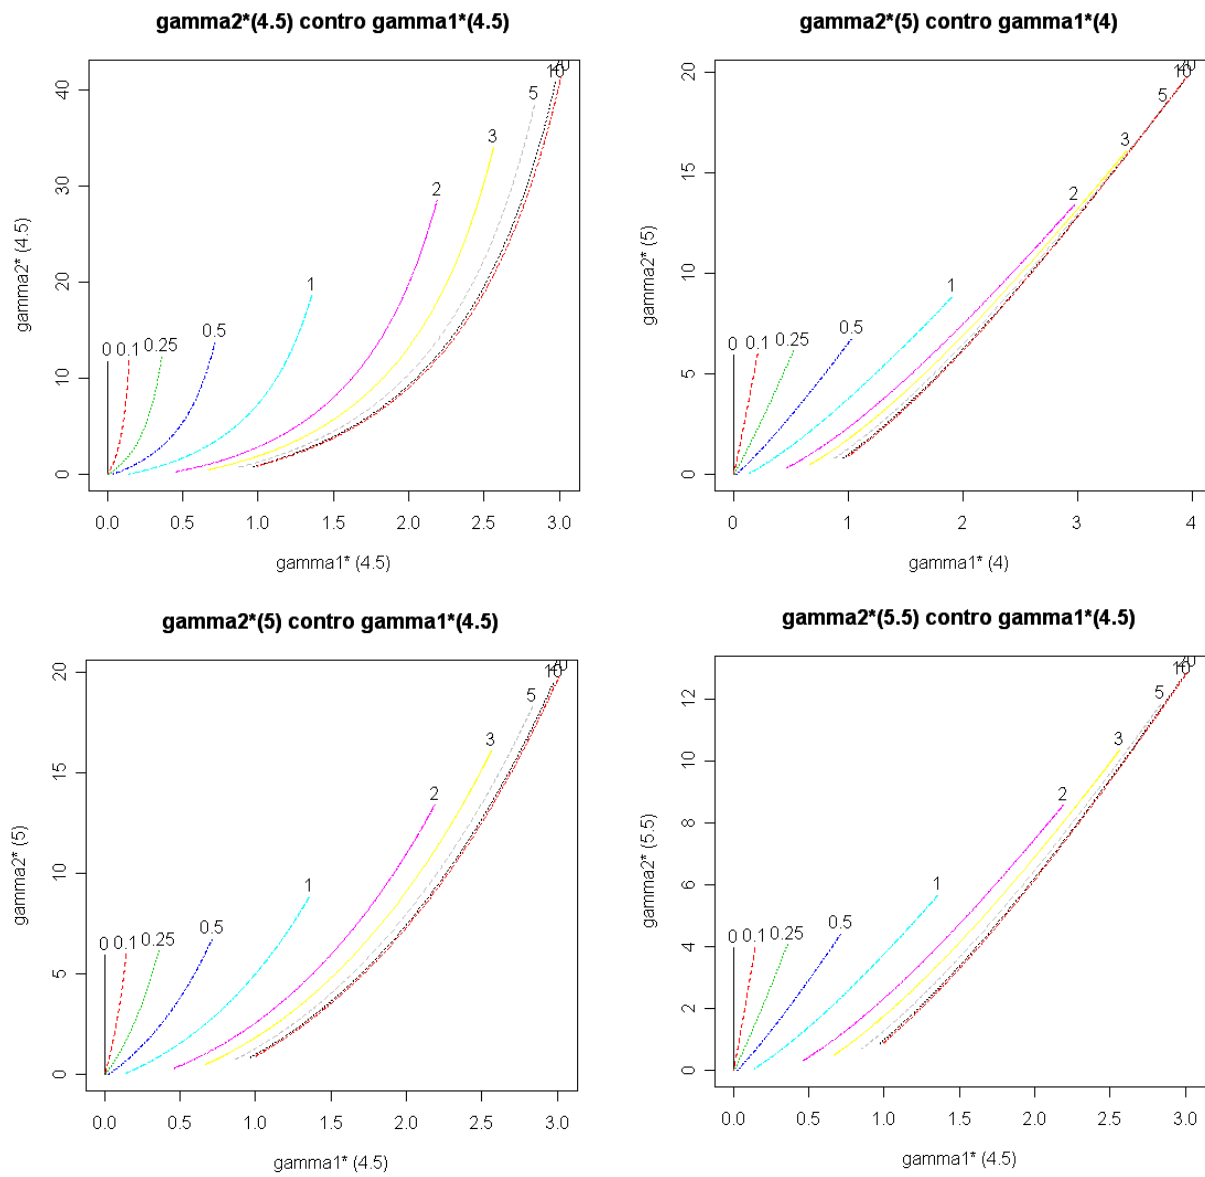 gamma2*(4.5) contro gamma1*(4.5)
gamma2* (4.5)
0 10 20 30 40
0 0.1 0.25 0.5 1 2 3 5 10 20
0.0 0.5 1.0 1.5 2.0 2.5 3.0
gamma1* (4.5)
gamma2*(5) contro gamma1*(4)
gamma2* (5)
0 5 10 15 20
0 0.1 0.25 0.5 1 2 3 5 10
0 1 2 3 4
gamma1* (4)
gamma2*(5) contro gamma1*(4.5)
gamma2* (5)
0 5 10 15 20
0 0.1 0.25 0.5 1 2 3 5 10
0.0 0.5 1.0 1.5 2.0 2.5 3.0
gamma1* (4.5)
gamma2*(5.5) contro gamma1*(4.5)
gamma2* (5.5)
0 2 4 6 8 10 12
0 0.1 0.25 0.5 1 2 3 5 10
0.0 0.5 1.0 1.5 2.0 2.5 3.0
gamma1* (4.5)